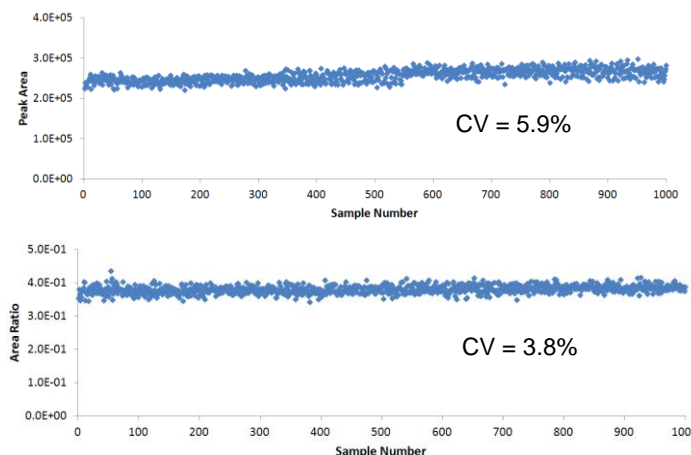 4.0E+05
3.0E+05
2.0E+05
1.0E+05
0.0E+00
Peak Area
CV = 5.9%
0 100 200 300 400 500 600 700 800 900 1000
Sample Number
5.0E-01
4.0E-01
3.0E-01
2.0E-01
1.0E-01
0.0E+00
Area Ratio
CV = 3.8%
0 100 200 300 400 500 600 700 800 900 1000
Sample Number